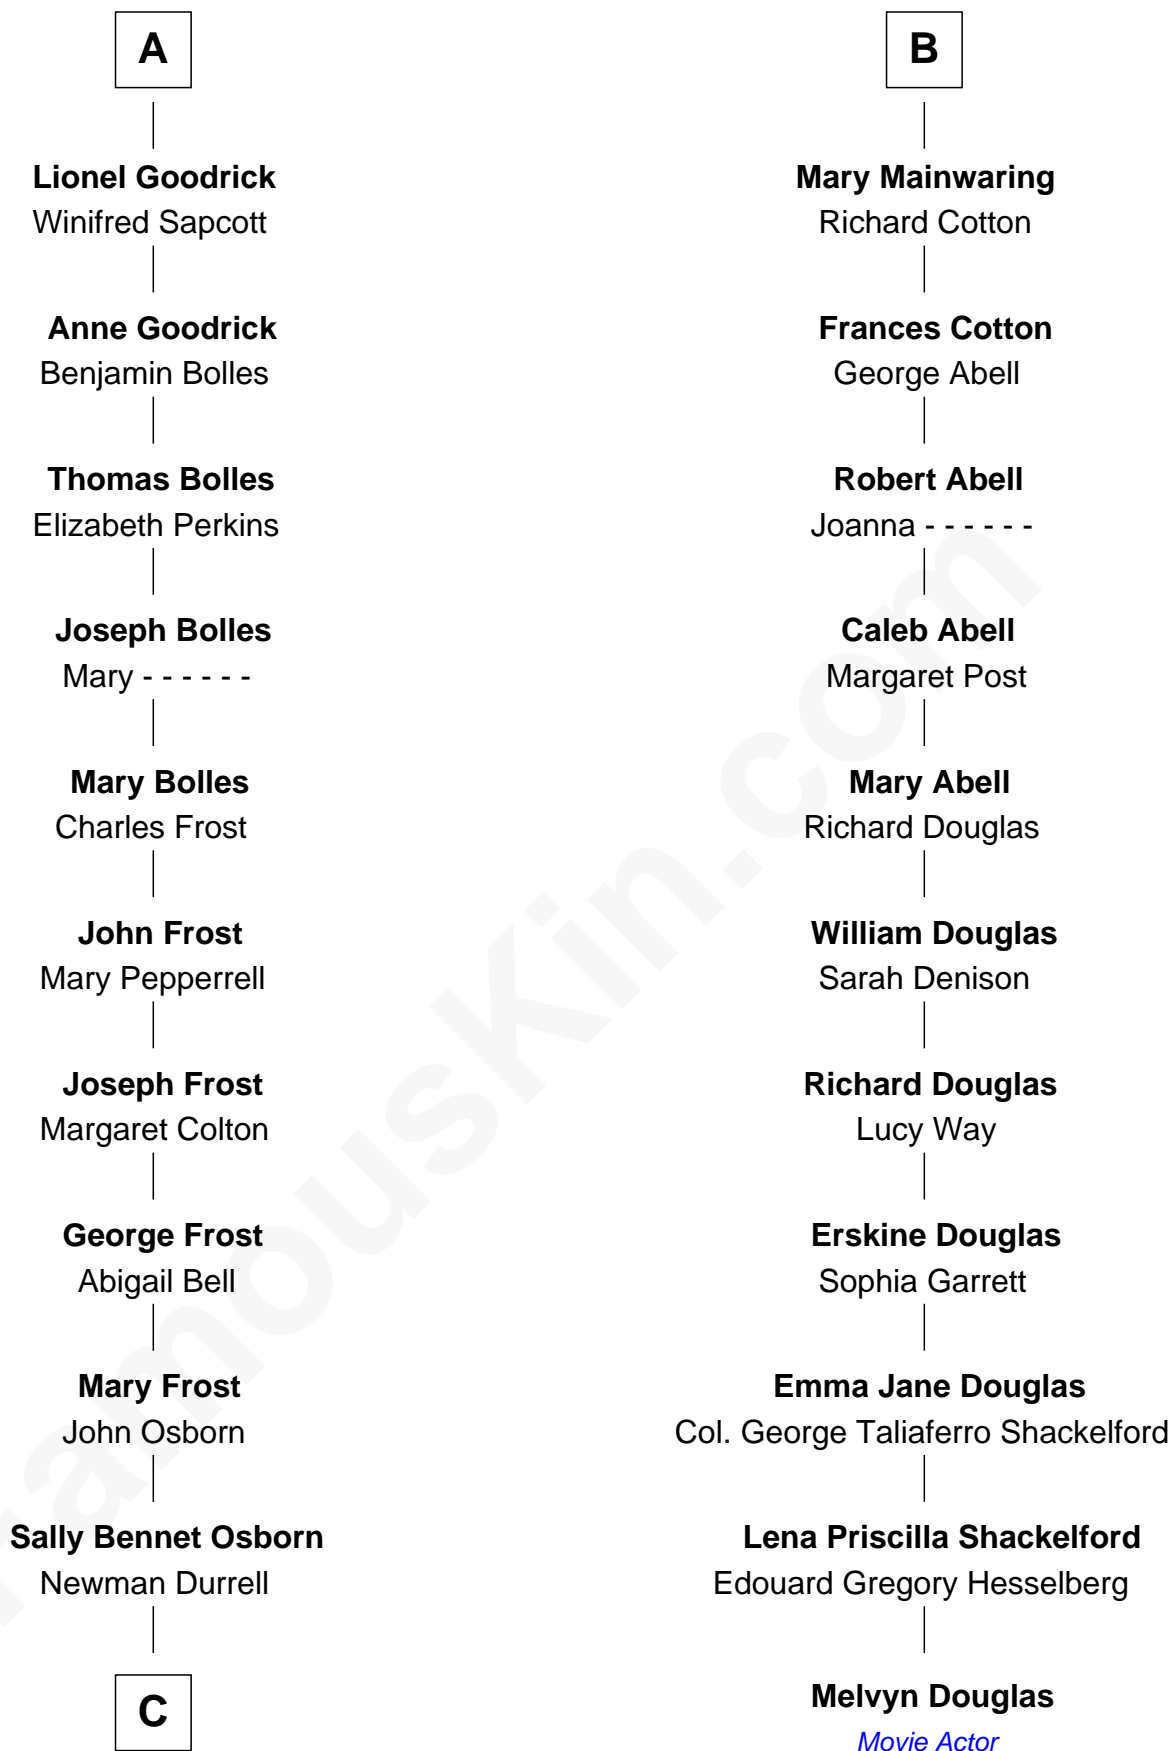 A
Lionel Goodrick
Winifred Sapcott
Anne Goodrick
Benjamin Bolles
Thomas Bolles
Elizabeth Perkins
Joseph Bolles
Mary - - - - - -
Mary Bolles
Charles Frost
John Frost
Mary Pepperrell
Joseph Frost
Margaret Colton
George Frost
Abigail Bell
Mary Frost
John Osborn
Sally Bennet Osborn
Newman Durrell
C
B
Mary Mainwaring
Richard Cotton
Frances Cotton
George Abell
Robert Abell
Joanna - - - - - -
Caleb Abell
Margaret Post
Mary Abell
Richard Douglas
William Douglas
Sarah Denison
Richard Douglas
Lucy Way
Erskine Douglas
Sophia Garrett
Emma Jane Douglas
Col. George Taliaferro Shackelford
Lena Priscilla Shackelford
Edouard Gregory Hesselberg
Melvyn Douglas
Movie Actor
FamousKin.com